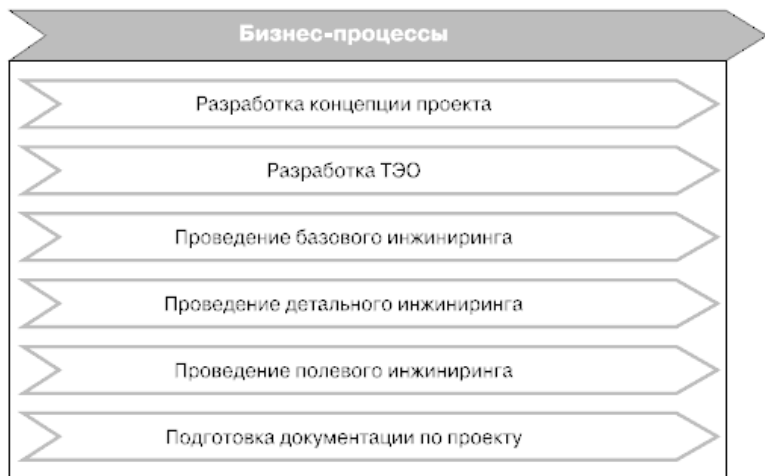 Бизнес-процессы
Разработка концепции проекта
Разработка ТЭО
Проведение базового инжиниринга
Проведение детального инжиниринга
Проведение полевого инжиниринга
Подготовка документации по проекту